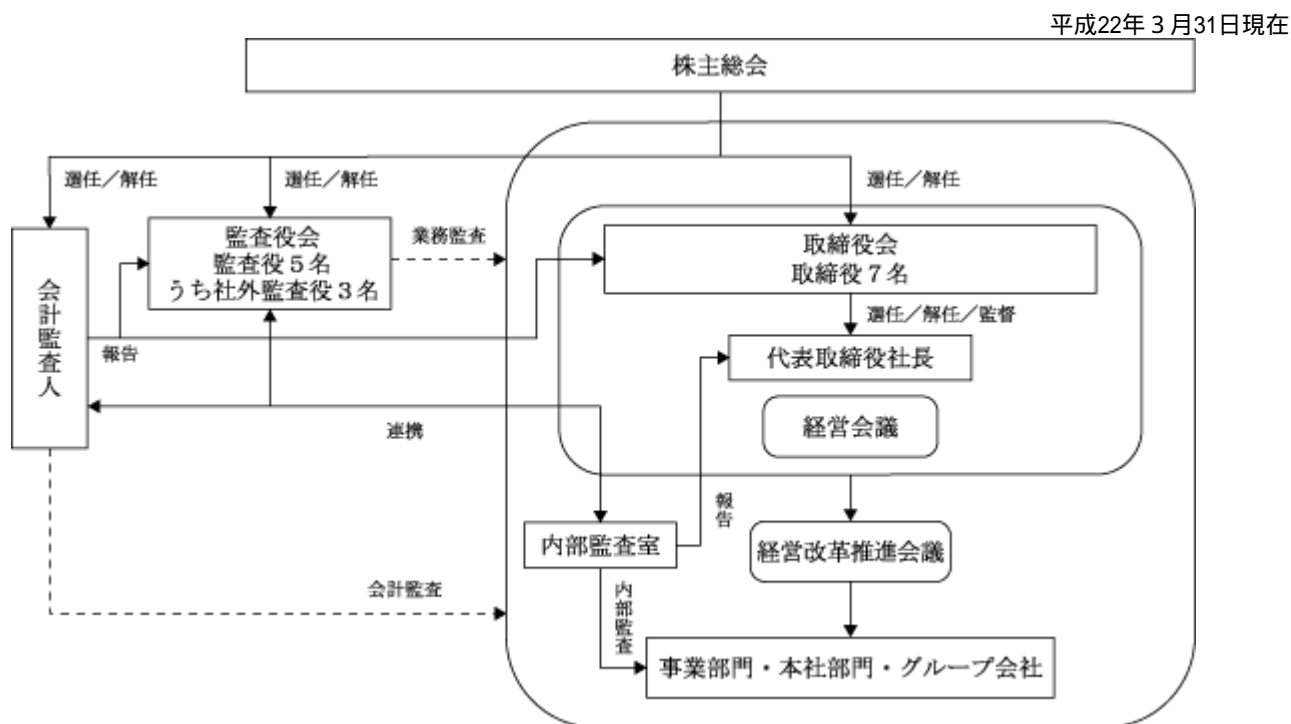 平成22年３月31日現在
株主総会
選任／解任
選任／解任
選任／解任
監査役会
監査役５名
うち社外監査役３名
業務監査
取締役会
取締役７名
会計監査人
報告
選任／解任／監督
代表取締役社長
連携
経営会議
報告
内部監査室
経営改革推進会議
会計監査
内部監査
事業部門・本社部門・グループ会社